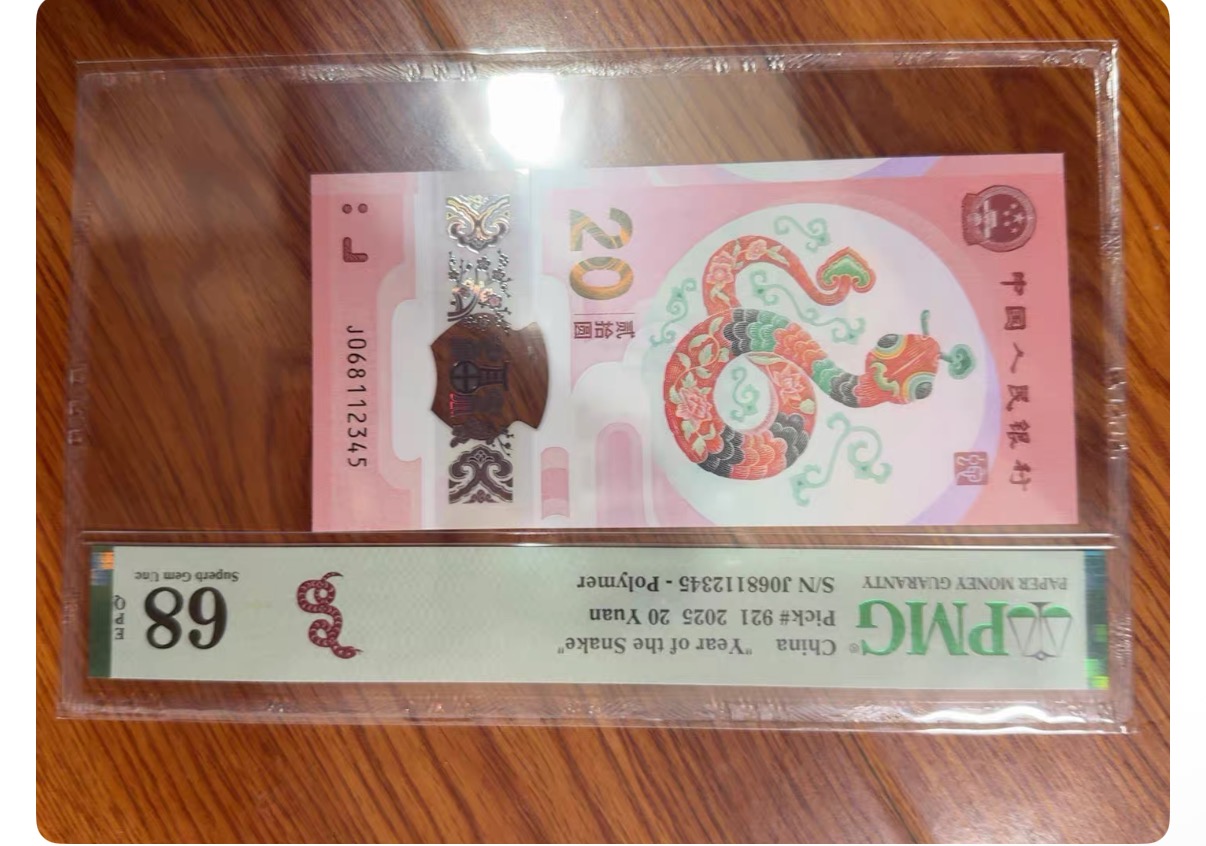 中国人民银行
20
贰拾圆
J068112345
PMG®
PAPER MONEY GUARANTY
China "Year of the Snake"
Pick# 921 2025 20 Yuan
S/N J068112345 - Polymer
68
QPE
Superb Gem Unc